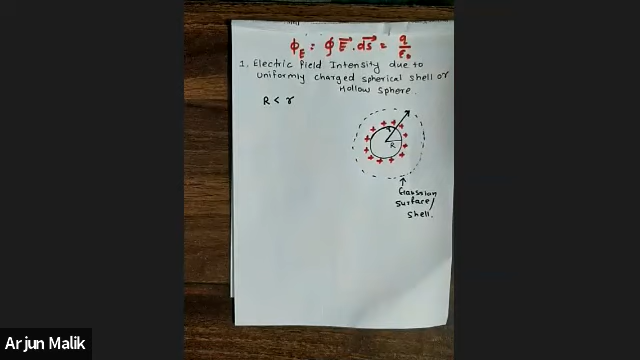 ϕE = ∮ E⃗ . ds⃗ = q/ε₀
1. Electric field Intensity due to
uniformly charged spherical shell or
Hollow sphere.
R < r
R
Gaussian
surface/
shell.
Arjun Malik